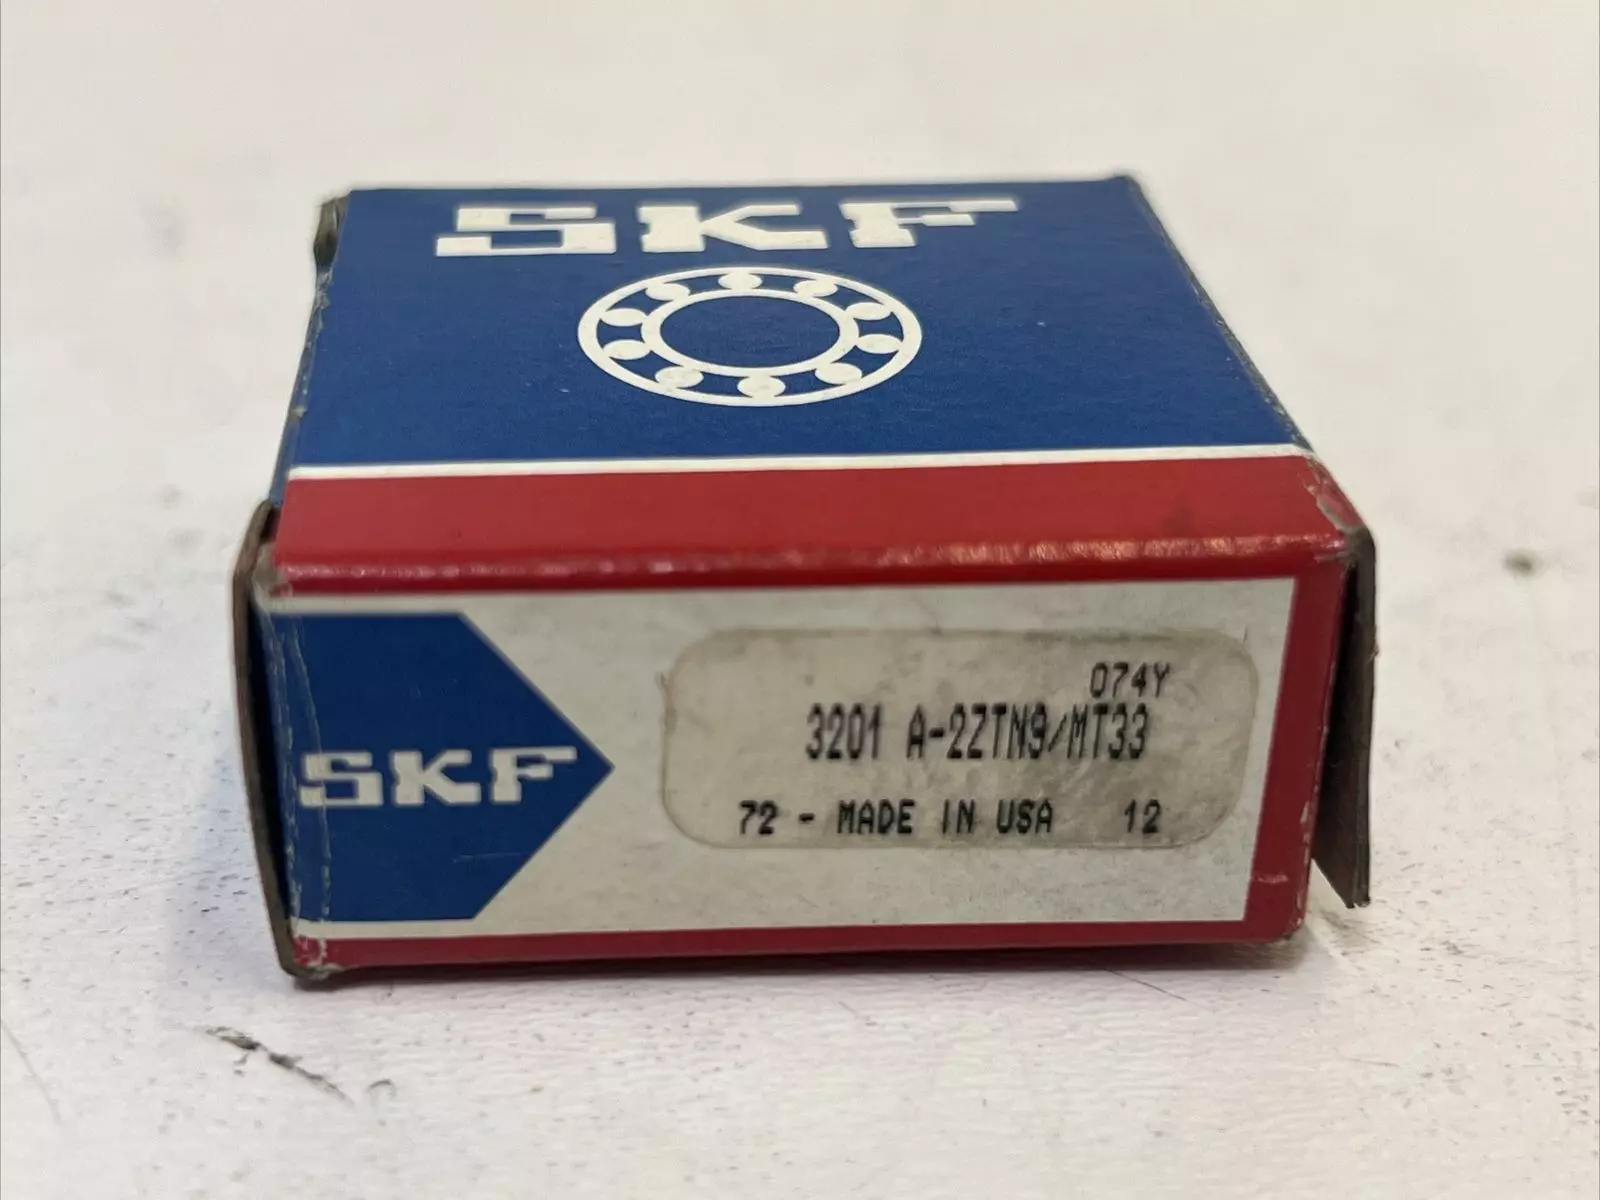 SKF
SKF
074Y
3201 A-2ZTN9/MT33
72 - MADE IN USA 12